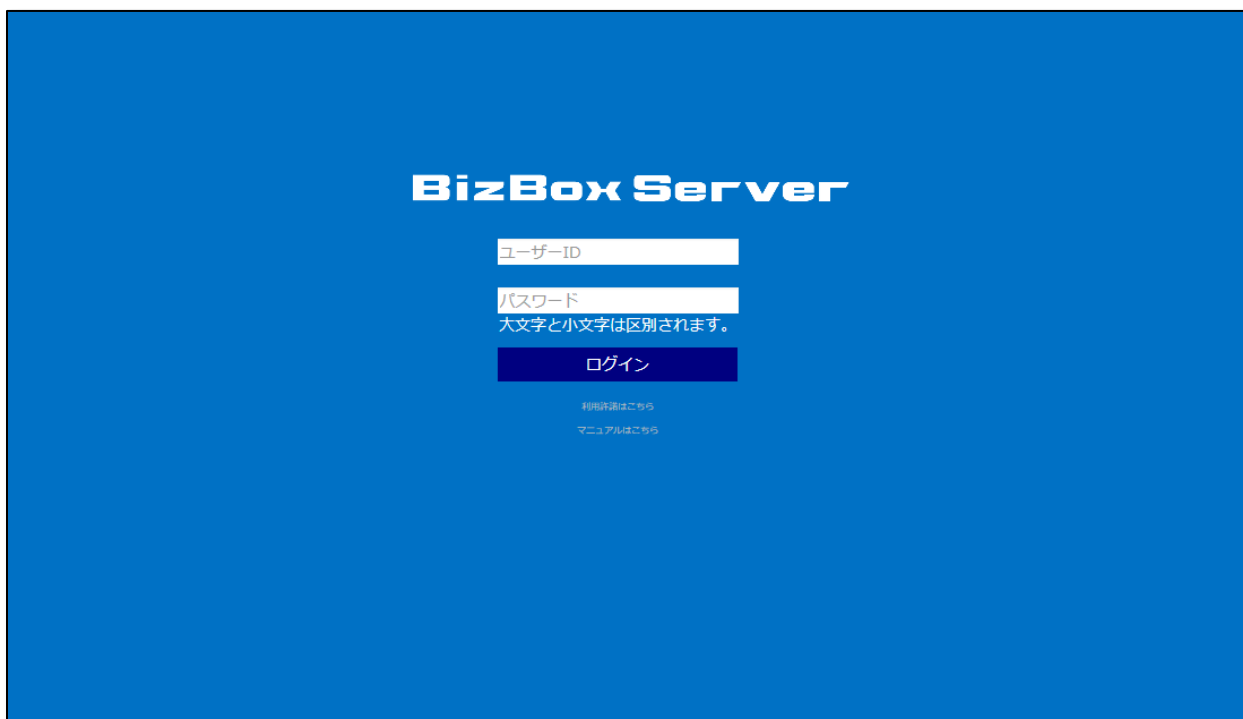 BizBox Server
ユーザーID
パスワード
大文字と小文字は区別されます。
ログイン
利用許諾はこちら
マニュアルはこちら